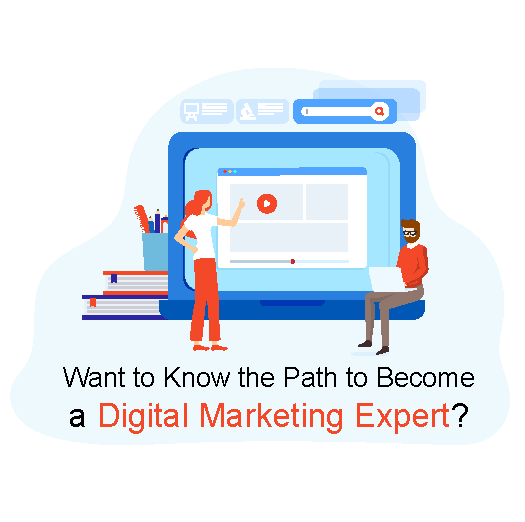 Want to Know the Path to Become
a Digital Marketing Expert?